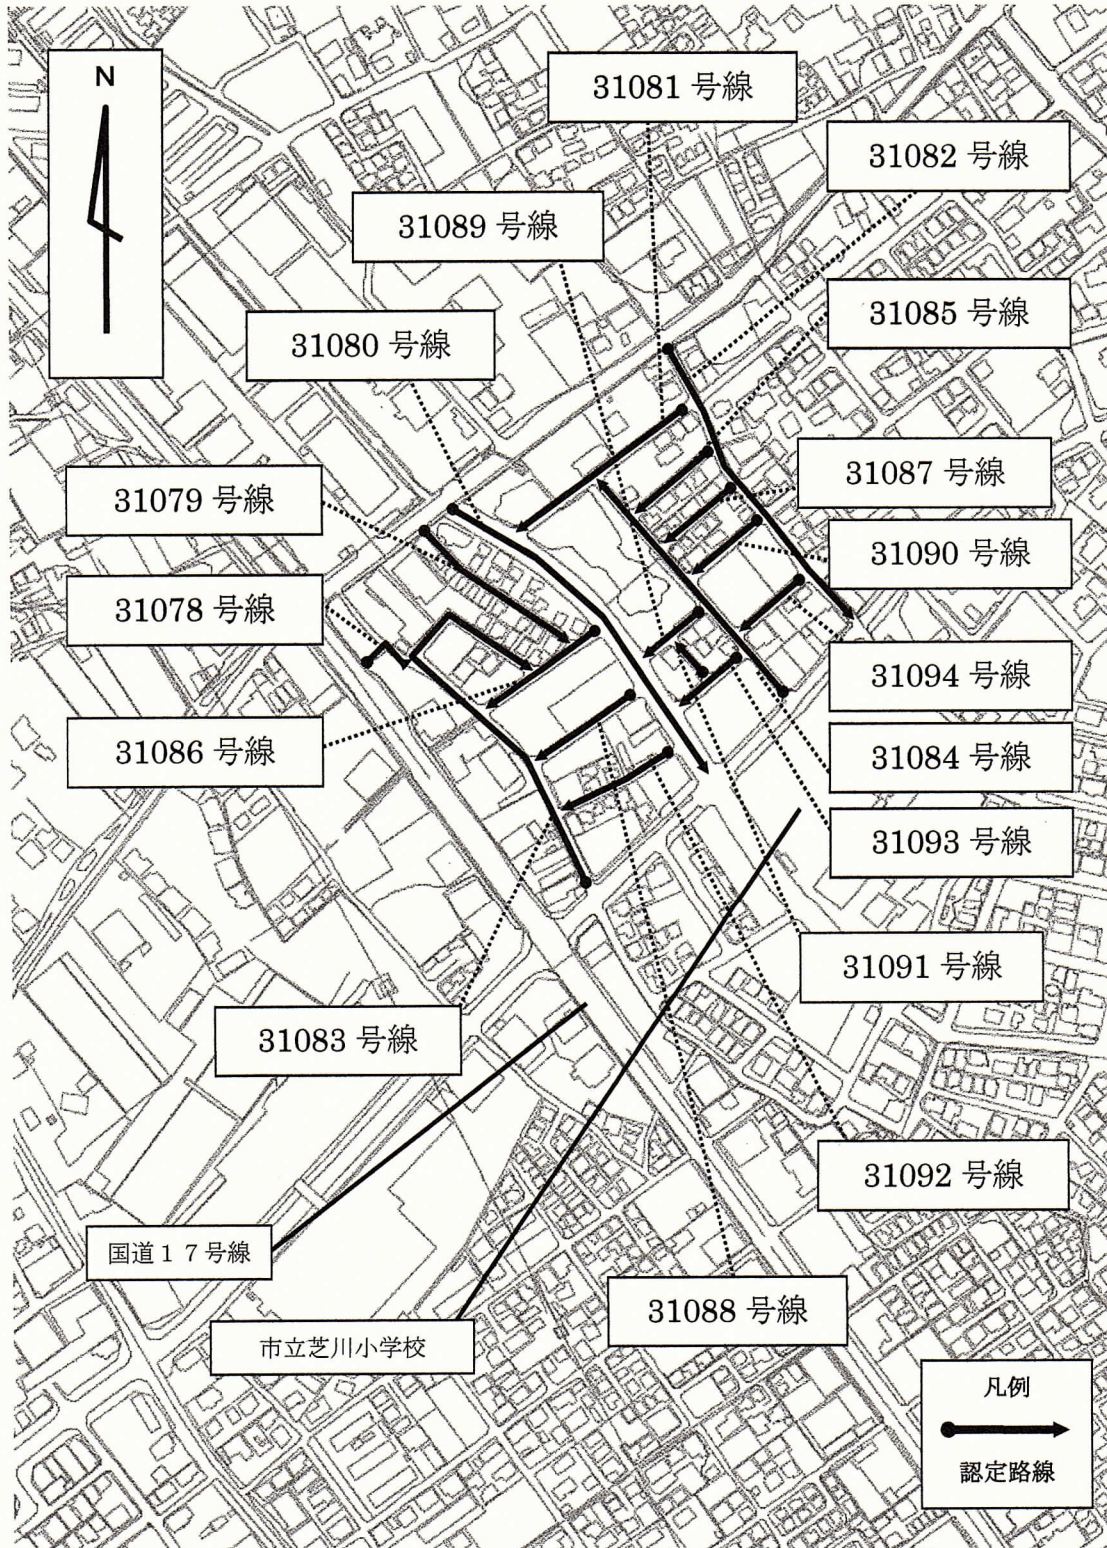 N
31081 号線
31082 号線
31089 号線
31085 号線
31080 号線
31087 号線
31079 号線
31090 号線
31078 号線
31094 号線
31086 号線
31084 号線
31093 号線
31091 号線
31083 号線
31092 号線
国道１７号線
31088 号線
市立芝川小学校
凡例
認定路線